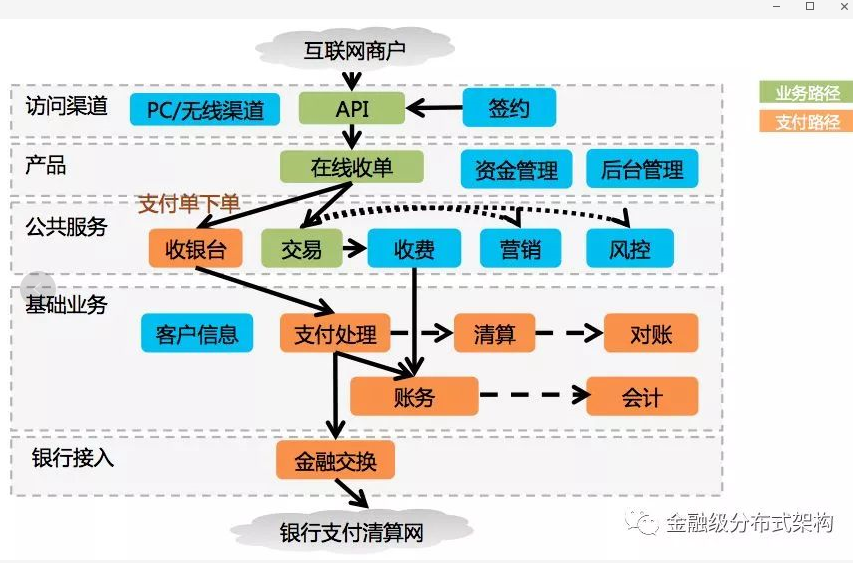 互联网商户
访问渠道
PC/无线渠道
API
签约
业务路径
支付路径
产品
在线收单
资金管理
后台管理
支付单下单
公共服务
收银台
交易
收费
营销
风控
基础业务
客户信息
支付处理
清算
对账
账务
会计
银行接入
金融交换
银行支付清算网
金融级分布式架构